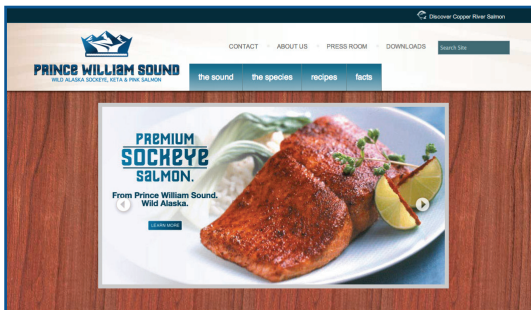 Discover Copper River Salmon
CONTACT ABOUT US PRESS ROOM DOWNLOADS
Search Site
PRINCE WILLIAM SOUND
WILD ALASKA SOCKEYE, KETA & PINK SALMON
the sound the species recipes facts
PREMIUM
SOCKEYE
SALMON.
From Prince William Sound.
Wild Alaska.
LEARN MORE